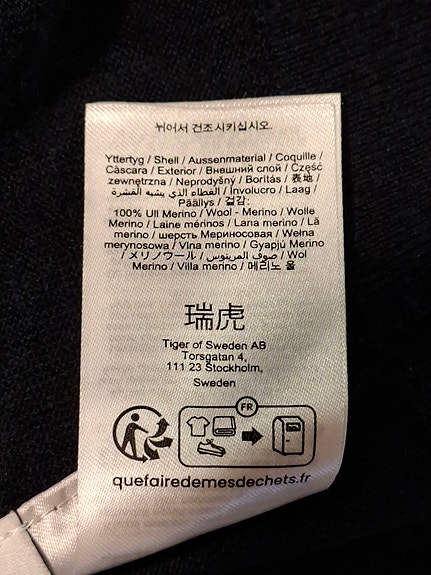 뉘어서 건조시키십시오.
Yttertyg / Shell / Aussenmaterial / Coquille /
Càscara / Exterior / Внешний слой / Część
zewnętrzna / Neprodyšný / Borítás / 表地 /
الغطاء الذي يشبه القشرة / Involucro / Laag /
Päällys / 겉감:
100% Ull Merino / Wool - Merino / Wolle
Merino / Laine mérinos / Lana merino / Lã
merino / шерсть Мериносовая / Wełna
merynosowa / Vlna merino / Gyapjú Merino
/ メリノウール / صوف المرينوس / Wol
Merino / Villa merino / 메리노 울
瑞虎
Tiger of Sweden AB
Torsgatan 4,
111 23 Stockholm,
Sweden
FR
quefairedemesdechets.fr